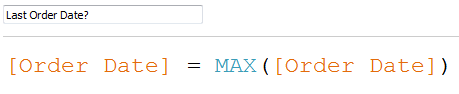 Last Order Date?
[Order Date] = MAX([Order Date])